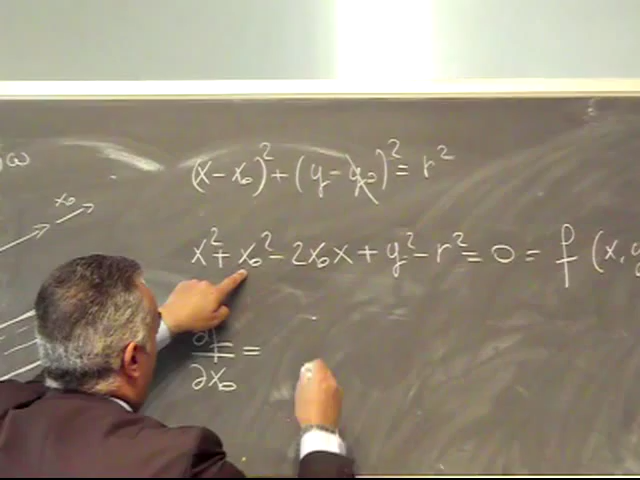 ω
x₀
(x-x₀)²+(y-y₀)²=r²
x²+x₀²-2x₀x+y²-r²=0=f(x,y
∂f/∂x₀ =